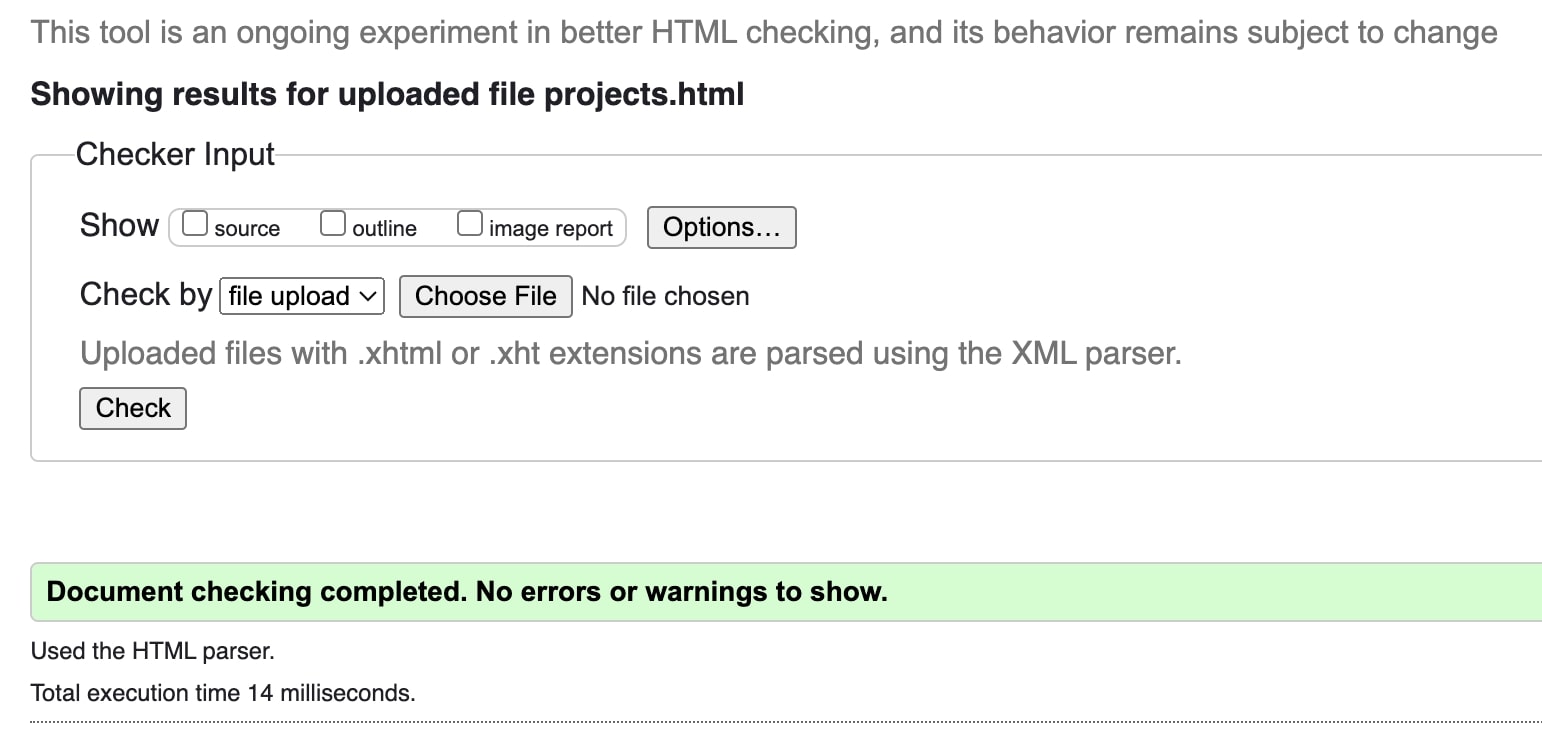 This tool is an ongoing experiment in better HTML checking, and its behavior remains subject to change
Showing results for uploaded file projects.html
Checker Input
Show source outline image report Options...
Check by file upload Choose File No file chosen
Uploaded files with .xhtml or .xht extensions are parsed using the XML parser.
Check
Document checking completed. No errors or warnings to show.
Used the HTML parser.
Total execution time 14 milliseconds.